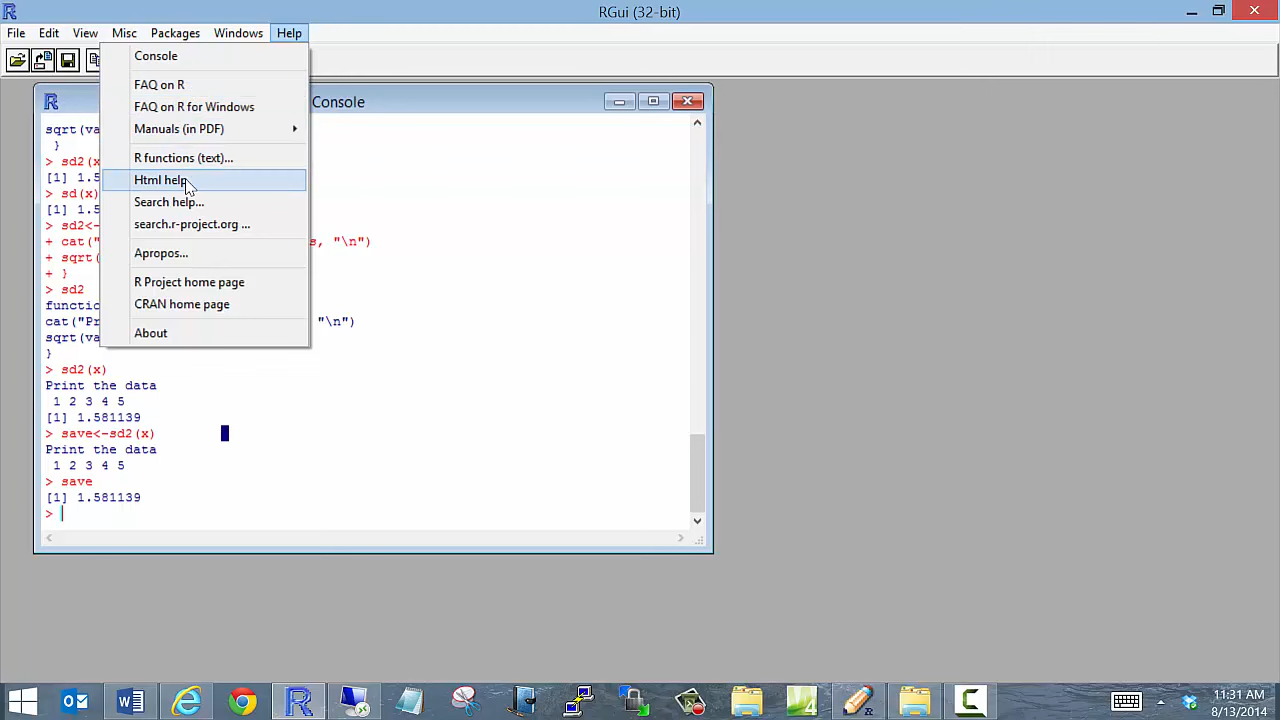 RGui (32-bit)
File Edit View Misc Packages Windows Help
Console
FAQ on R
FAQ on R for Windows
Manuals (in PDF)
R functions (text)...
Html help
Search help...
search.r-project.org ...
Apropos...
R Project home page
CRAN home page
About
R Console
sqrt(va
}
> sd2(x
[1] 1.5
> sd(x)
[1] 1.5
> sd2<-
+ cat(" s, "\n")
+ sqrt(
+ }
> sd2
functio
cat("Pr "\n")
sqrt(va
}
> sd2(x)
Print the data
1 2 3 4 5
[1] 1.581139
> save<-sd2(x)
Print the data
1 2 3 4 5
> save
[1] 1.581139
>
11:31 AM
8/13/2014